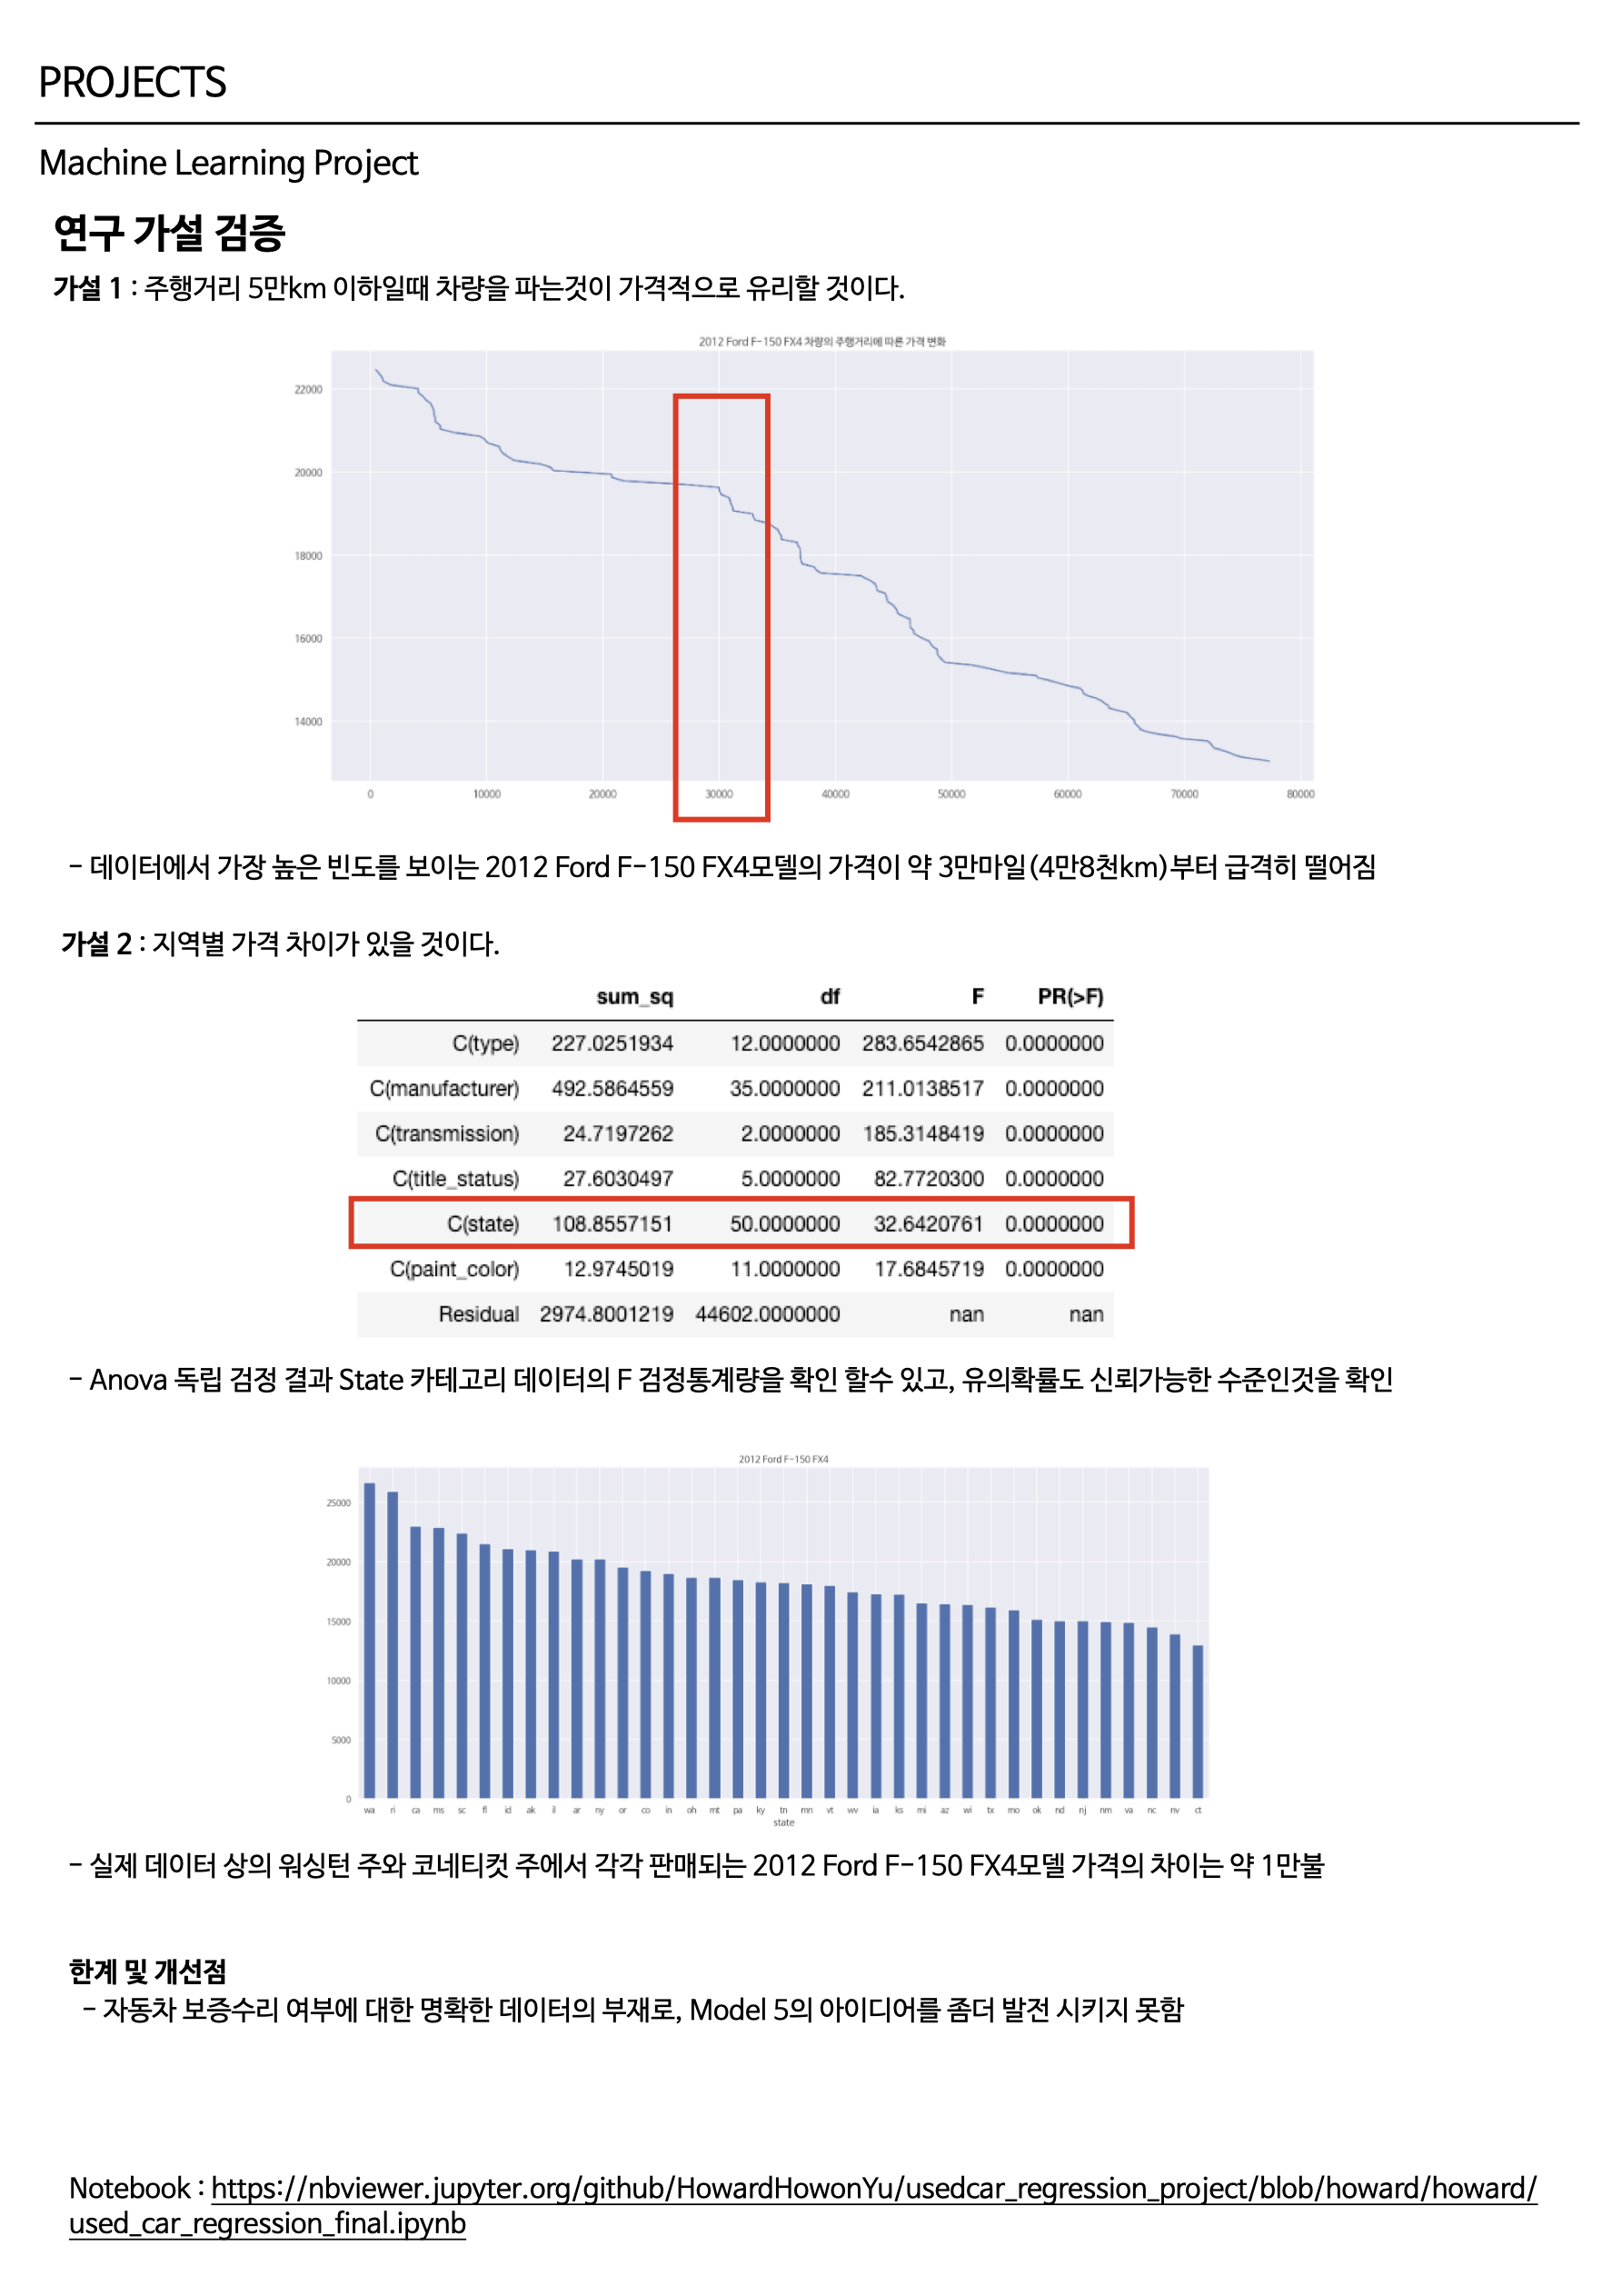 PROJECTS
Machine Learning Project
연구 가설 검증
가설 1 : 주행거리 5만km 이하일때 차량을 파는것이 가격적으로 유리할 것이다.
2012 Ford F-150 FX4 차량의 주행거리에 따른 가격 변화
22000
20000
18000
16000
14000
0 10000 20000 30000 40000 50000 60000 70000 80000
- 데이터에서 가장 높은 빈도를 보이는 2012 Ford F-150 FX4모델의 가격이 약 3만마일(4만8천km)부터 급격히 떨어짐
가설 2 : 지역별 가격 차이가 있을 것이다.
sum_sq df F PR(>F)
C(type) 227.0251934 12.0000000 283.6542865 0.0000000
C(manufacturer) 492.5864559 35.0000000 211.0138517 0.0000000
C(transmission) 24.7197262 2.0000000 185.3148419 0.0000000
C(title_status) 27.6030497 5.0000000 82.7720300 0.0000000
C(state) 108.8557151 50.0000000 32.6420761 0.0000000
C(paint_color) 12.9745019 11.0000000 17.6845719 0.0000000
Residual 2974.8001219 44602.0000000 nan nan
- Anova 독립 검정 결과 State 카테고리 데이터의 F 검정통계량을 확인 할수 있고, 유의확률도 신뢰가능한 수준인것을 확인
2012 Ford F-150 FX4
25000
20000
15000
10000
5000
0
wa ri ca ms sc fl id ak il ar ny or co in oh mt pa ky tn mn vt wv ia ks mi az wi tx mo ok nd nj nm va nc nv ct
state
- 실제 데이터 상의 워싱턴 주와 코네티컷 주에서 각각 판매되는 2012 Ford F-150 FX4모델 가격의 차이는 약 1만불
한계 및 개선점
- 자동차 보증수리 여부에 대한 명확한 데이터의 부재로, Model 5의 아이디어를 좀더 발전 시키지 못함
Notebook : https://nbviewer.jupyter.org/github/HowardHowonYu/usedcar_regression_project/blob/howard/howard/
used_car_regression_final.ipynb